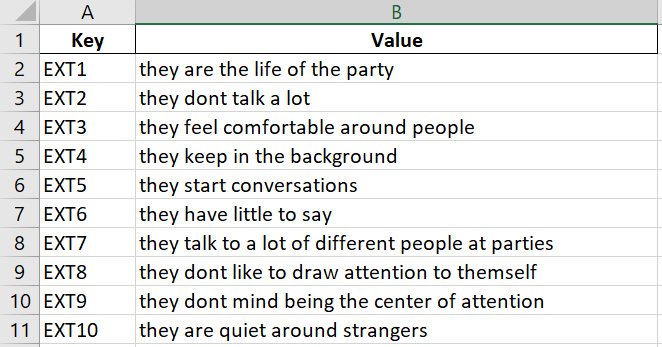 A B
1 Key Value
2 EXT1 they are the life of the party
3 EXT2 they dont talk a lot
4 EXT3 they feel comfortable around people
5 EXT4 they keep in the background
6 EXT5 they start conversations
7 EXT6 they have little to say
8 EXT7 they talk to a lot of different people at parties
9 EXT8 they dont like to draw attention to themself
10 EXT9 they dont mind being the center of attention
11 EXT10 they are quiet around strangers